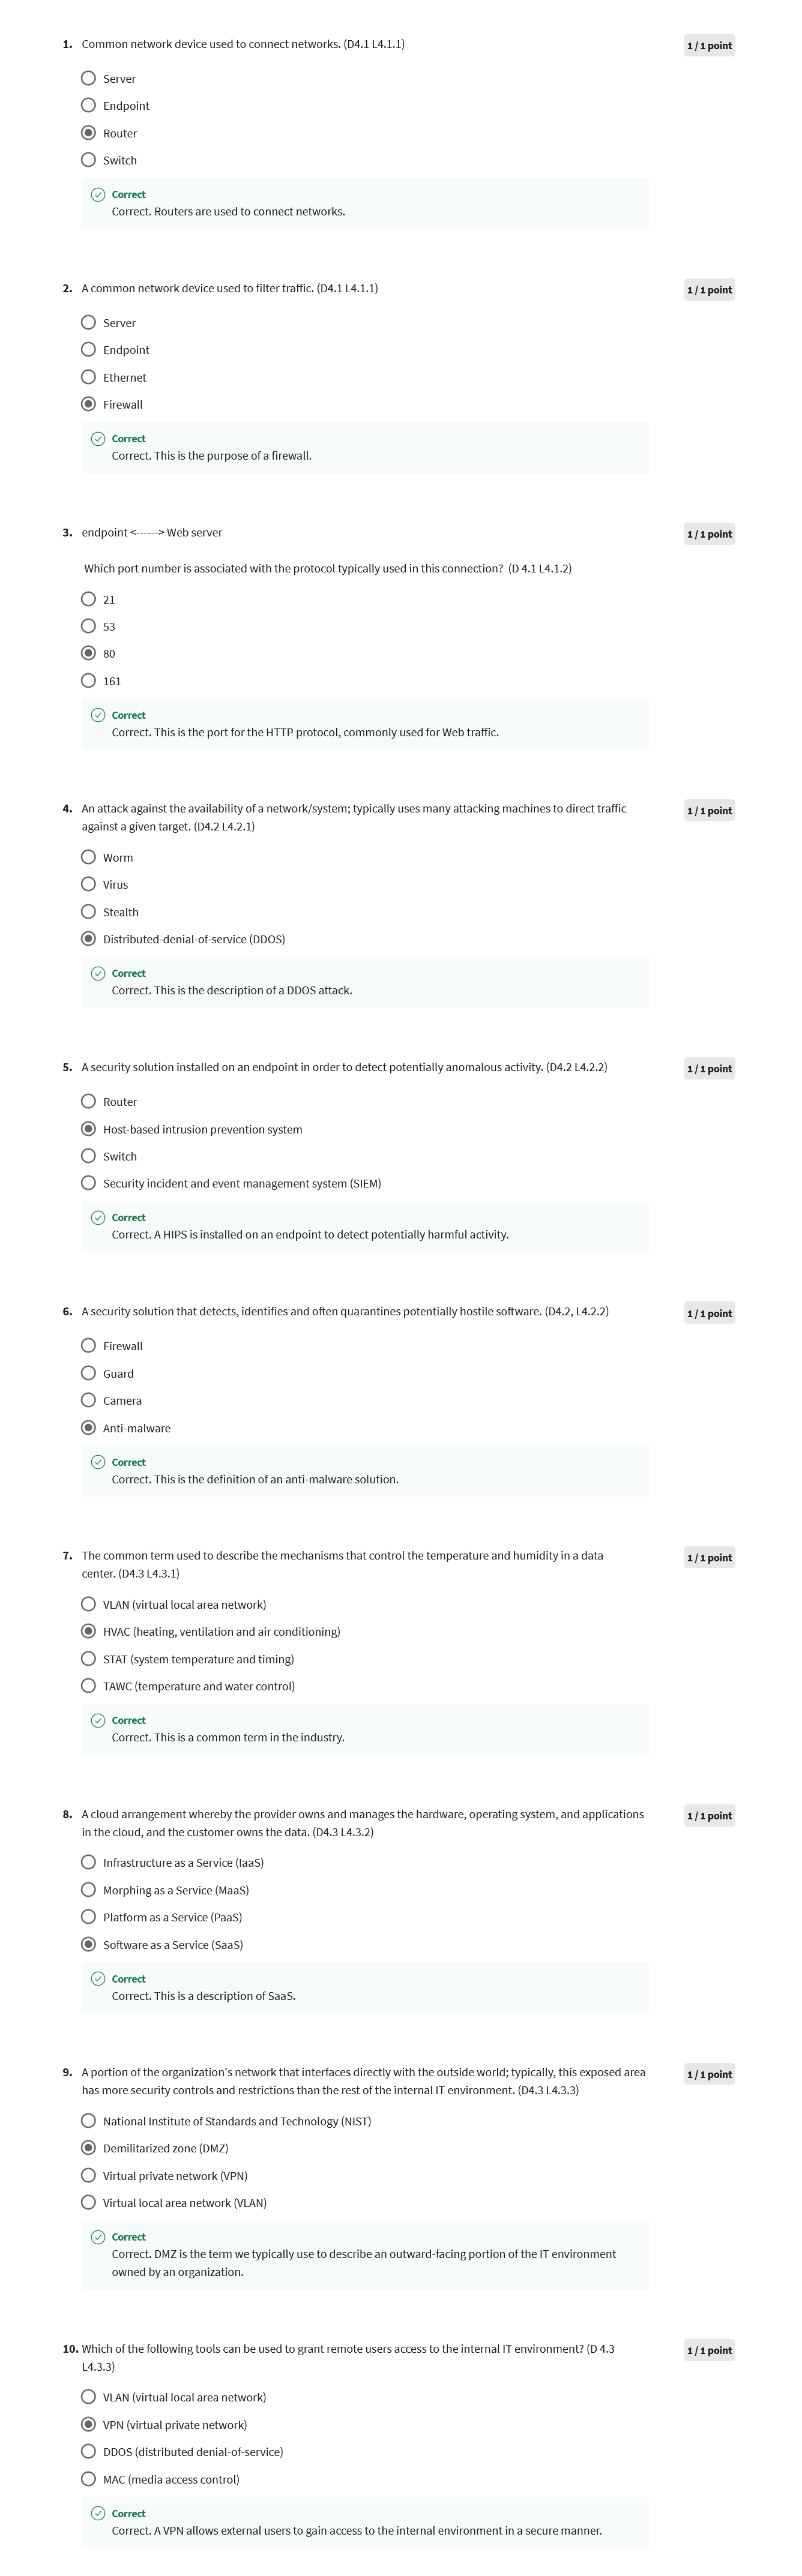 1. Common network device used to connect networks. (D4.1 L4.1.1)
1 / 1 point
Server
Endpoint
Router
Switch
Correct
Correct. Routers are used to connect networks.
2. A common network device used to filter traffic. (D4.1 L4.1.1)
1 / 1 point
Server
Endpoint
Ethernet
Firewall
Correct
Correct. This is the purpose of a firewall.
3. endpoint <------> Web server
1 / 1 point
Which port number is associated with the protocol typically used in this connection? (D 4.1 L4.1.2)
21
53
80
161
Correct
Correct. This is the port for the HTTP protocol, commonly used for Web traffic.
4. An attack against the availability of a network/system; typically uses many attacking machines to direct traffic
against a given target. (D4.2 L4.2.1)
1 / 1 point
Worm
Virus
Stealth
Distributed-denial-of-service (DDOS)
Correct
Correct. This is the description of a DDOS attack.
5. A security solution installed on an endpoint in order to detect potentially anomalous activity. (D4.2 L4.2.2)
1 / 1 point
Router
Host-based intrusion prevention system
Switch
Security incident and event management system (SIEM)
Correct
Correct. A HIPS is installed on an endpoint to detect potentially harmful activity.
6. A security solution that detects, identifies and often quarantines potentially hostile software. (D4.2, L4.2.2)
1 / 1 point
Firewall
Guard
Camera
Anti-malware
Correct
Correct. This is the definition of an anti-malware solution.
7. The common term used to describe the mechanisms that control the temperature and humidity in a data
center. (D4.3 L4.3.1)
1 / 1 point
VLAN (virtual local area network)
HVAC (heating, ventilation and air conditioning)
STAT (system temperature and timing)
TAWC (temperature and water control)
Correct
Correct. This is a common term in the industry.
8. A cloud arrangement whereby the provider owns and manages the hardware, operating system, and applications
in the cloud, and the customer owns the data. (D4.3 L4.3.2)
1 / 1 point
Infrastructure as a Service (IaaS)
Morphing as a Service (MaaS)
Platform as a Service (PaaS)
Software as a Service (SaaS)
Correct
Correct. This is a description of SaaS.
9. A portion of the organization's network that interfaces directly with the outside world; typically, this exposed area
has more security controls and restrictions than the rest of the internal IT environment. (D4.3 L4.3.3)
1 / 1 point
National Institute of Standards and Technology (NIST)
Demilitarized zone (DMZ)
Virtual private network (VPN)
Virtual local area network (VLAN)
Correct
Correct. DMZ is the term we typically use to describe an outward-facing portion of the IT environment
owned by an organization.
10. Which of the following tools can be used to grant remote users access to the internal IT environment? (D 4.3
L4.3.3)
1 / 1 point
VLAN (virtual local area network)
VPN (virtual private network)
DDOS (distributed denial-of-service)
MAC (media access control)
Correct
Correct. A VPN allows external users to gain access to the internal environment in a secure manner.